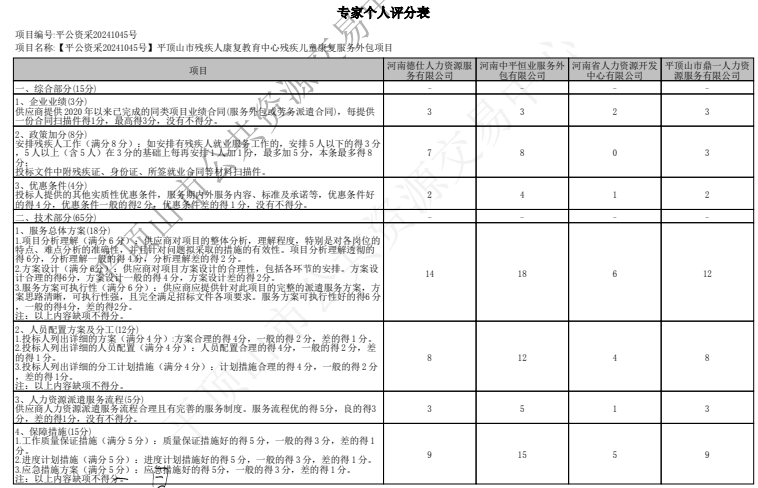 专家个人评分表
项目编号:平公资采20241045号
项目名称:【平公资采20241045号】平顶山市残疾人康复教育中心残疾儿童康复服务外包项目
项目
河南德仕人力资源服务有限公司
河南中平恒业服务外包有限公司
河南省人力资源开发中心有限公司
平顶山市鼎一人力资源服务有限公司
一、综合部分(15分) - - - -
1、企业业绩(3分)
供应商提供 2020 年以来已完成的同类项目业绩合同(服务外包或劳务派遣合同)，每提供
一份合同扫描件得1分，最高得3分，没有不得分。
3 3 2 3
2、政策加分(8分)
安排残疾人工作（满分 8 分）：如安排有残疾人就业服务工作的，安排 5 人以下的得 3 分
，5 人以上（含 5 人）在 3 分的基础上每再安排 1 人加 1 分，最多加 5 分，本条最多得 8
分；
投标文件中附残疾证、身份证、所签就业合同等材料扫描件。
7 8 0 3
3、优惠条件(4分)
投标人提供的其他实质性优惠条件，服务期内外服务内容、标准及承诺等，优惠条件好
的得 4 分，优惠条件一般的得 2 分，优惠条件差的得 1 分，没有不得分。
2 4 1 2
二、技术部分(65分) - - - -
1、服务总体方案(18分)
1.项目分析理解（满分 6 分）：供应商对项目的整体分析，理解程度，特别是对各岗位的
特点、难点分析的准确性，并且针对问题拟采取的措施的有效性。项目分析理解透彻的
得 6分，分析理解一般的得 4 分，分析理解差的得 2 分。
2.方案设计（满分 6分）：供应商对项目方案设计的合理性，包括各环节的安排。方案设
计合理的得6分，方案设计一般的得 4 分，方案设计差的得 2分。
3.服务方案可执行性（满分 6 分）：供应商应提供针对此项目的完整的派遣服务方案，方
案思路清晰，可执行性强，且完全满足招标文件各项要求。服务方案可执行性好的得6 分
，一般的得4分，差的得2分。
注：以上内容缺项不得分。
14 18 6 12
2、人员配置方案及分工(12分)
1.投标人列出详细的方案（满分 4 分）:方案合理的得 4分，一般的得 2 分，差的得 1 分。
2.投标人列出详细的人员配置（满分 4 分）：人员配置合理的得 4分，一般的得 2 分，差
的得 1 分。
3.投标人列出详细的分工计划措施（满分 4 分）：计划措施合理的得 4 分，一般的得 2 分
，差的得 1 分。
注：以上内容缺项不得分。
8 12 4 8
3、人力资源派遣服务流程(5分)
供应商人力资源派遣服务流程合理且有完善的服务制度。服务流程优的得 5分，良的得3
分，差的得1分，没有不得分。
3 5 1 3
4、保障措施(15分)
1.工作质量保证措施（满分 5 分）：质量保证措施好的得 5 分，一般的得 3 分，差的得 1
分。
2.进度计划措施（满分 5 分）：进度计划措施好的得 5 分，一般的得 3 分，差的得 1 分。
3.应急措施方案（满分 5 分）：应急措施好的得 5分，一般的得 3 分，差的得 1 分。
注：以上内容缺项不得分。
9 15 5 9